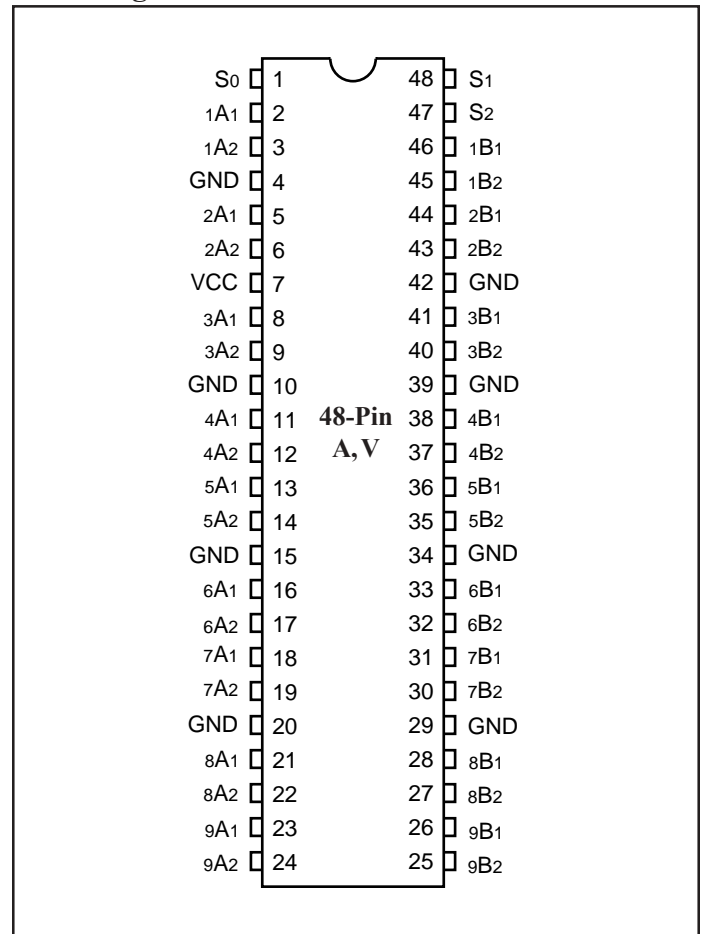 S0 1 48 S1
1A1 2 47 S2
1A2 3 46 1B1
GND 4 45 1B2
2A1 5 44 2B1
2A2 6 43 2B2
VCC 7 42 GND
3A1 8 41 3B1
3A2 9 40 3B2
GND 10 39 GND
4A1 11 48-Pin 38 4B1
4A2 12 A, V 37 4B2
5A1 13 36 5B1
5A2 14 35 5B2
GND 15 34 GND
6A1 16 33 6B1
6A2 17 32 6B2
7A1 18 31 7B1
7A2 19 30 7B2
GND 20 29 GND
8A1 21 28 8B1
8A2 22 27 8B2
9A1 23 26 9B1
9A2 24 25 9B2